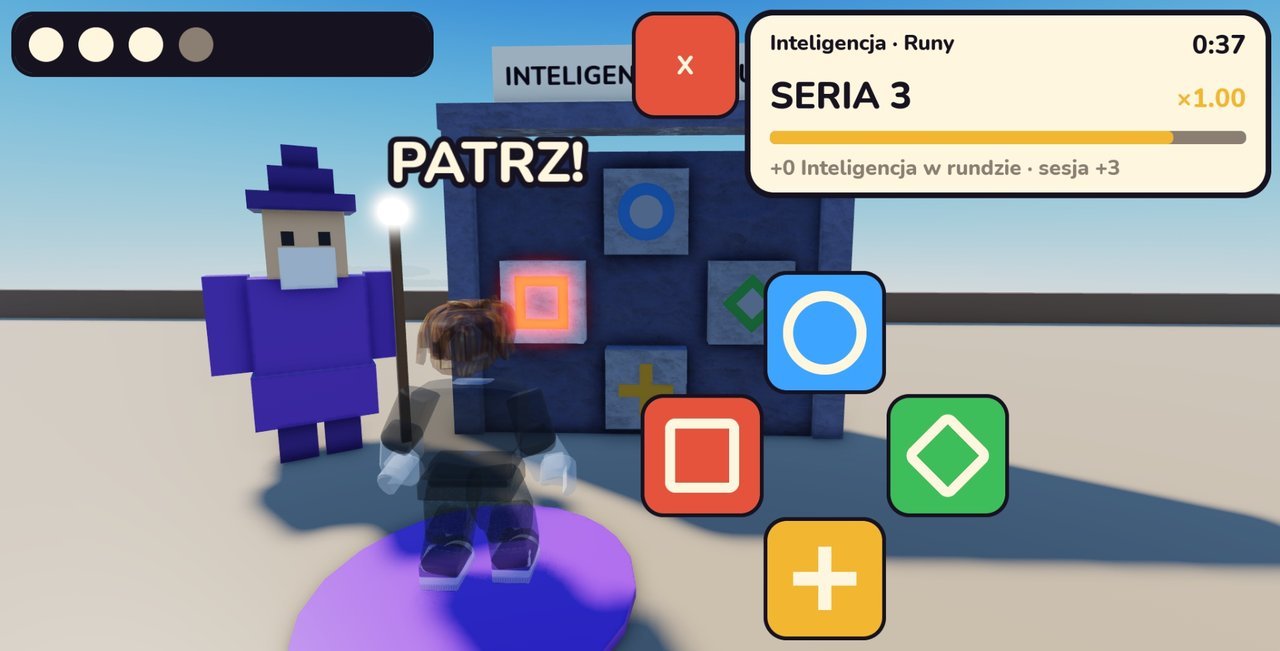 INTELIGEN
X
Inteligencja · Runy
0:37
SERIA 3
×1.00
+0 Inteligencja w rundzie · sesja +3
PATRZ!